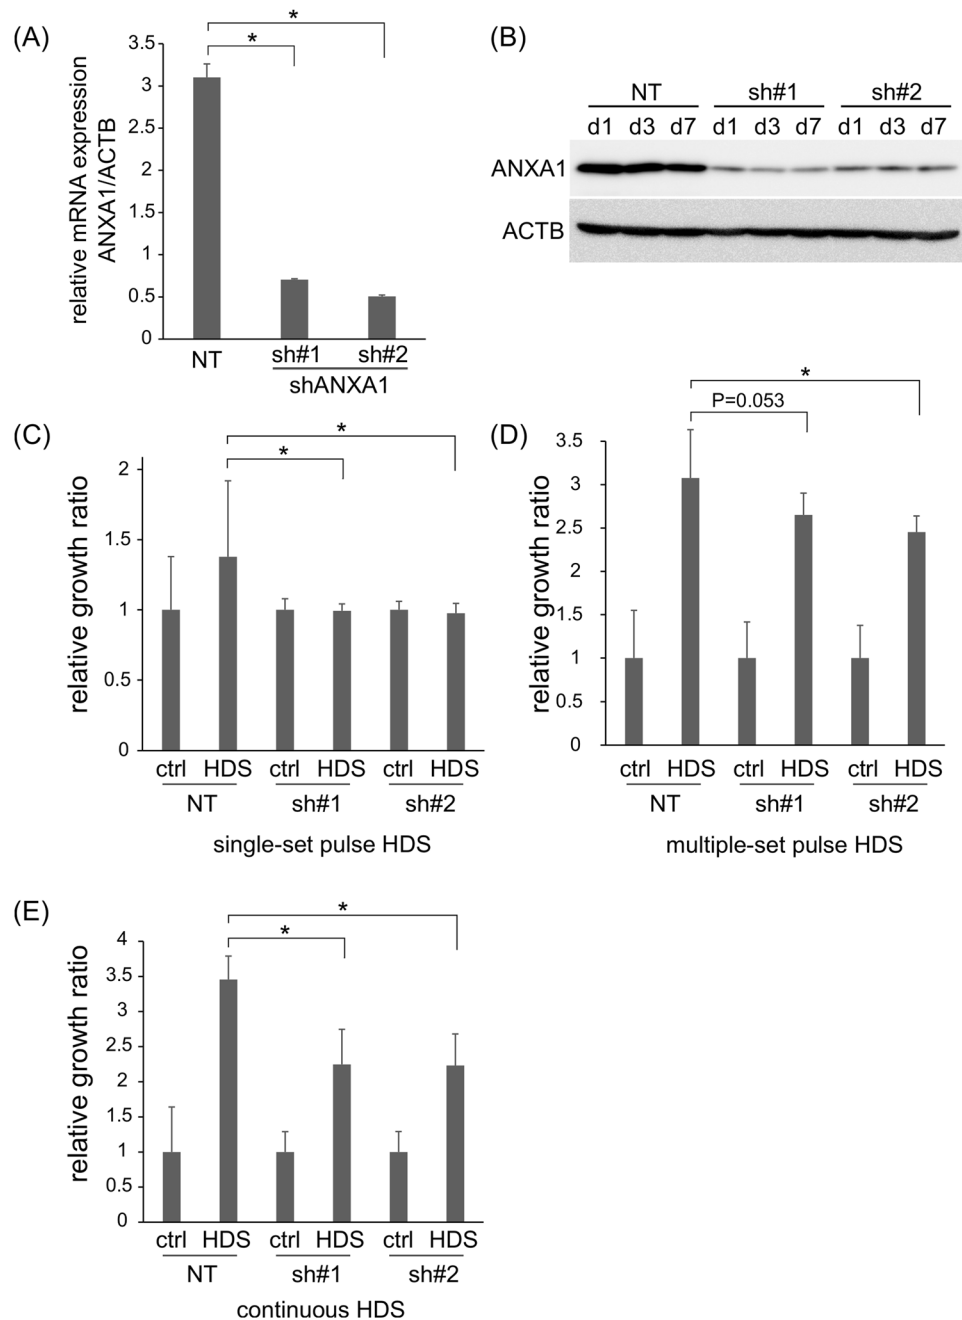 (A)
relative mRNA expression
ANXA1/ACTB
3.5
3
2.5
2
1.5
1
0.5
0
*
*
NT
sh#1 sh#2
shANXA1
(B)
NT sh#1 sh#2
d1 d3 d7 d1 d3 d7 d1 d3 d7
ANXA1
ACTB
(C)
relative growth ratio
2
1.5
1
0.5
0
*
*
ctrl HDS ctrl HDS ctrl HDS
NT sh#1 sh#2
single-set pulse HDS
(D)
relative growth ratio
3.5
3
2.5
2
1.5
1
0.5
0
*
P=0.053
ctrl HDS ctrl HDS ctrl HDS
NT sh#1 sh#2
multiple-set pulse HDS
(E)
relative growth ratio
4
3.5
3
2.5
2
1.5
1
0.5
0
*
*
ctrl HDS ctrl HDS ctrl HDS
NT sh#1 sh#2
continuous HDS